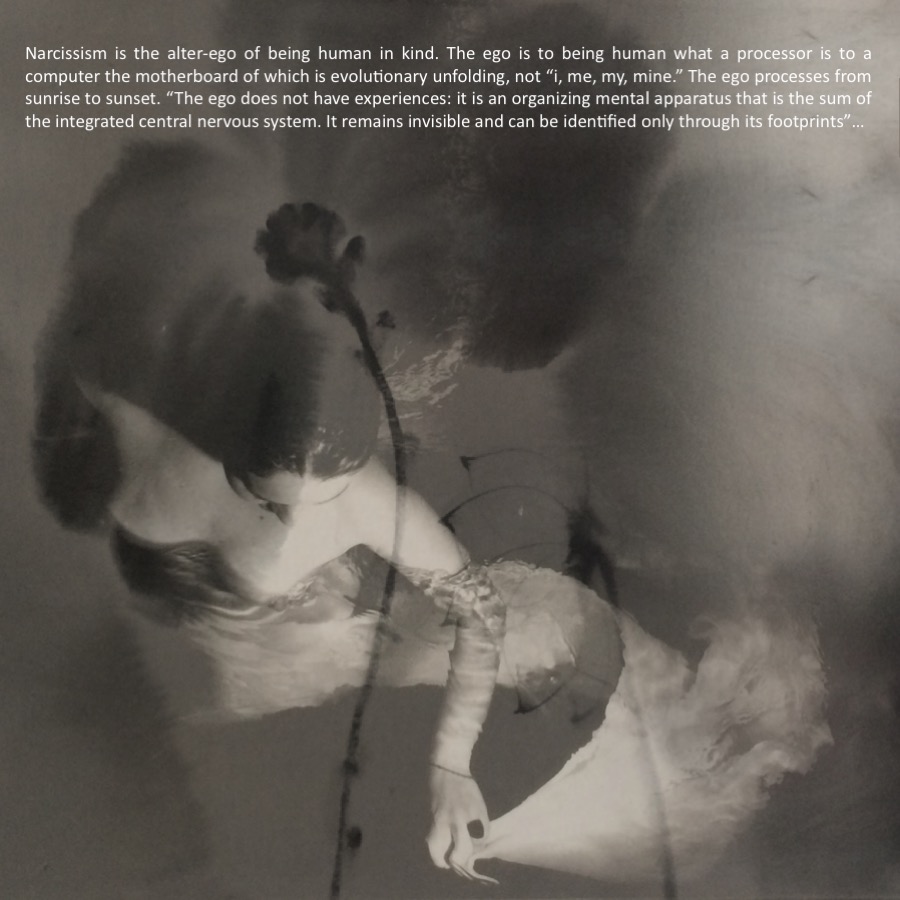 Narcissism is the alter-ego of being human in kind. The ego is to being human what a processor is to a
computer the motherboard of which is evolutionary unfolding, not “i, me, my, mine.” The ego processes from
sunrise to sunset. “The ego does not have experiences: it is an organizing mental apparatus that is the sum of
the integrated central nervous system. It remains invisible and can be identified only through its footprints”...